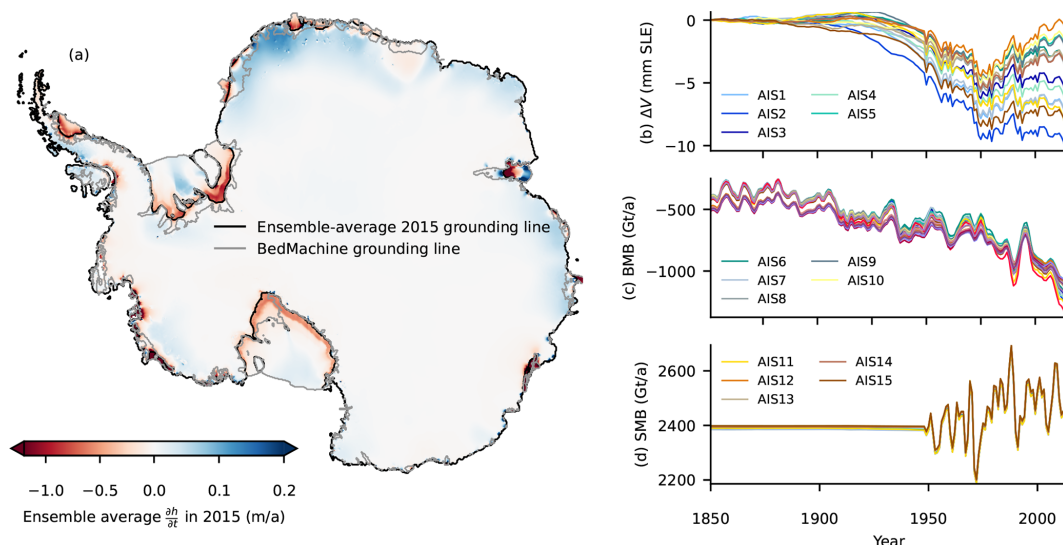 (a)
Ensemble-average 2015 grounding line
BedMachine grounding line
−1.0 −0.5 0.0 0.1 0.2
Ensemble average ∂h/∂t in 2015 (m/a)
(b) ΔV (mm SLE)
0
−5
−10
AIS1 AIS4
AIS2 AIS5
AIS3
(c) BMB (Gt/a)
−500
−1000
AIS6 AIS9
AIS7 AIS10
AIS8
(d) SMB (Gt/a)
2600
2400
2200
AIS11 AIS14
AIS12 AIS15
AIS13
1850 1900 1950 2000
Year